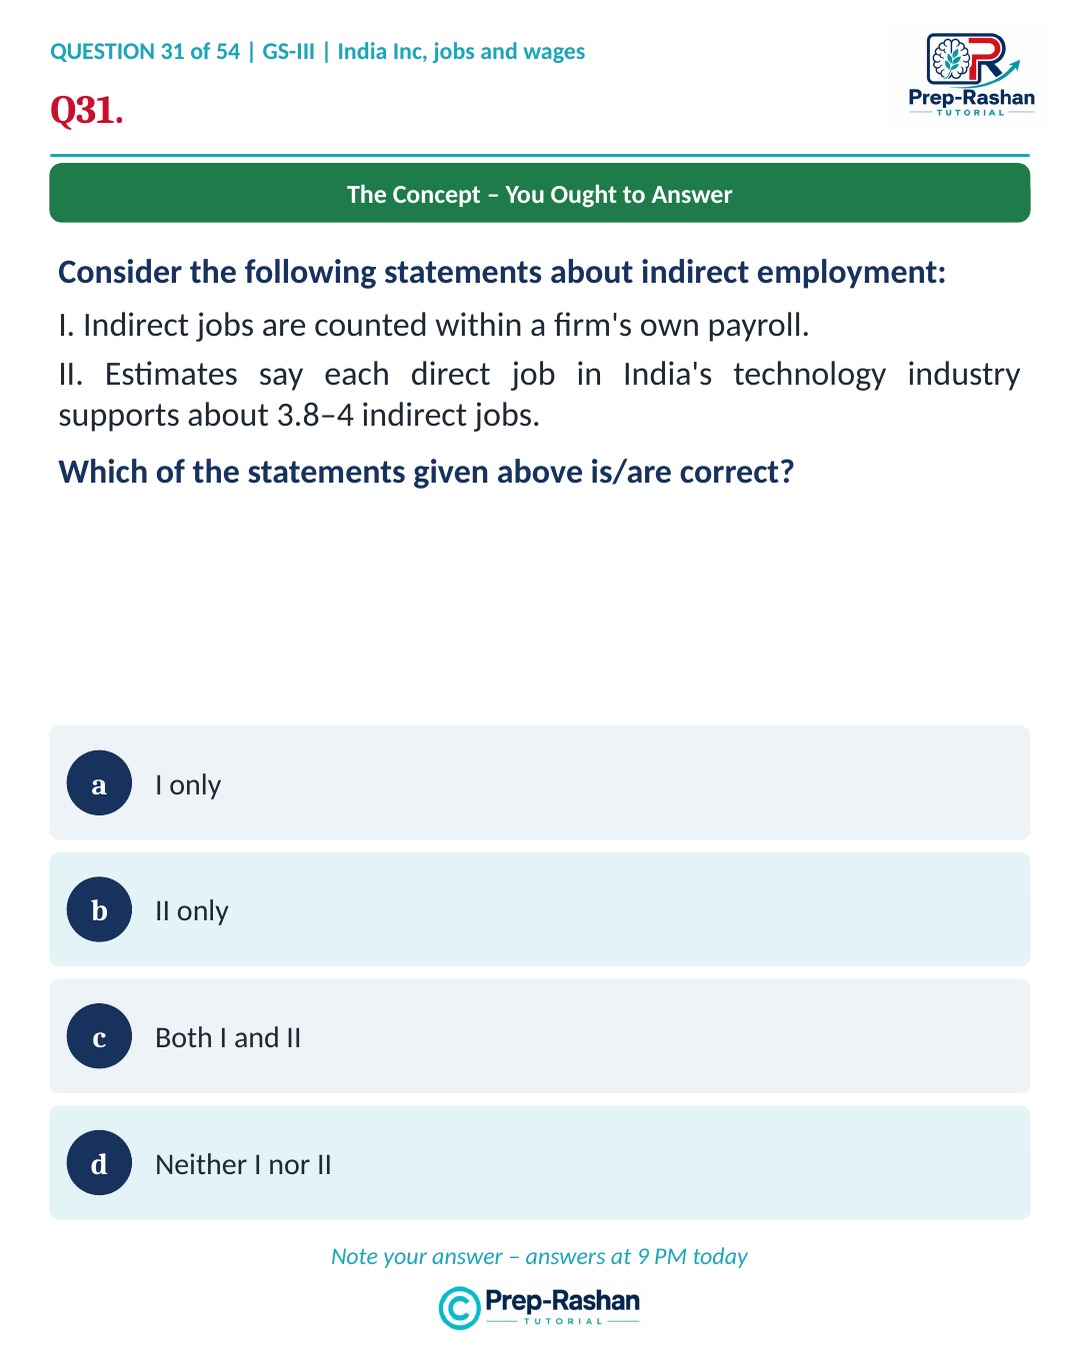 QUESTION 31 of 54 | GS-III | India Inc, jobs and wages
Prep-Rashan
TUTORIAL
Q31.
The Concept – You Ought to Answer
Consider the following statements about indirect employment:
I. Indirect jobs are counted within a firm's own payroll.
II. Estimates say each direct job in India's technology industry
supports about 3.8–4 indirect jobs.
Which of the statements given above is/are correct?
a I only
b II only
c Both I and II
d Neither I nor II
Note your answer – answers at 9 PM today
© Prep-Rashan
TUTORIAL